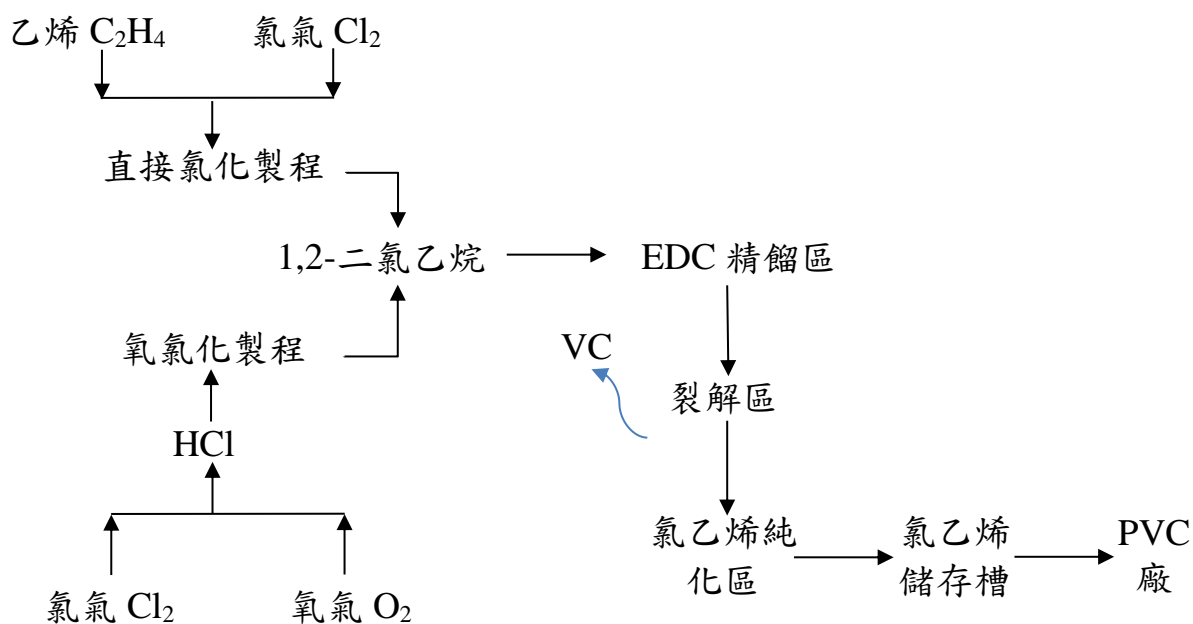 乙烯 C₂H₄ 氯氣 Cl₂
直接氯化製程
1,2-二氯乙烷 EDC 精餾區
氧氯化製程
VC
裂解區
HCl
氯乙烯純
化區
氯乙烯
儲存槽
PVC
廠
氯氣 Cl₂ 氧氣 O₂